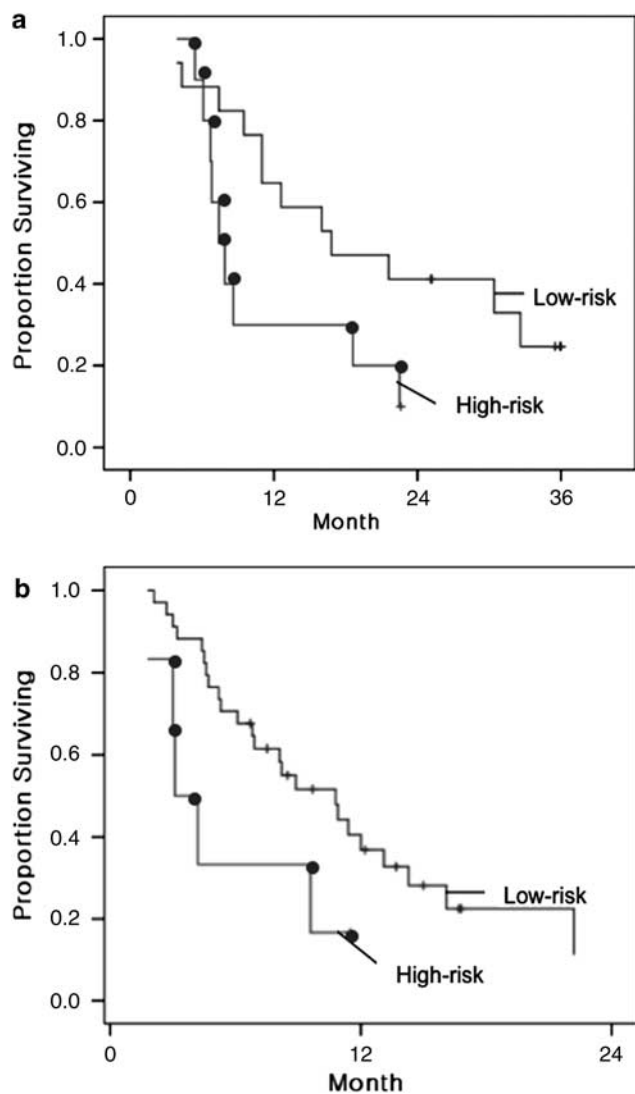 a
Proportion Surviving
1.0
0.8
0.6
0.4
0.2
0.0
Low-risk
High-risk
0 12 24 36
Month
b
Proportion Surviving
1.0
0.8
0.6
0.4
0.2
0.0
Low-risk
High-risk
0 12 24
Month